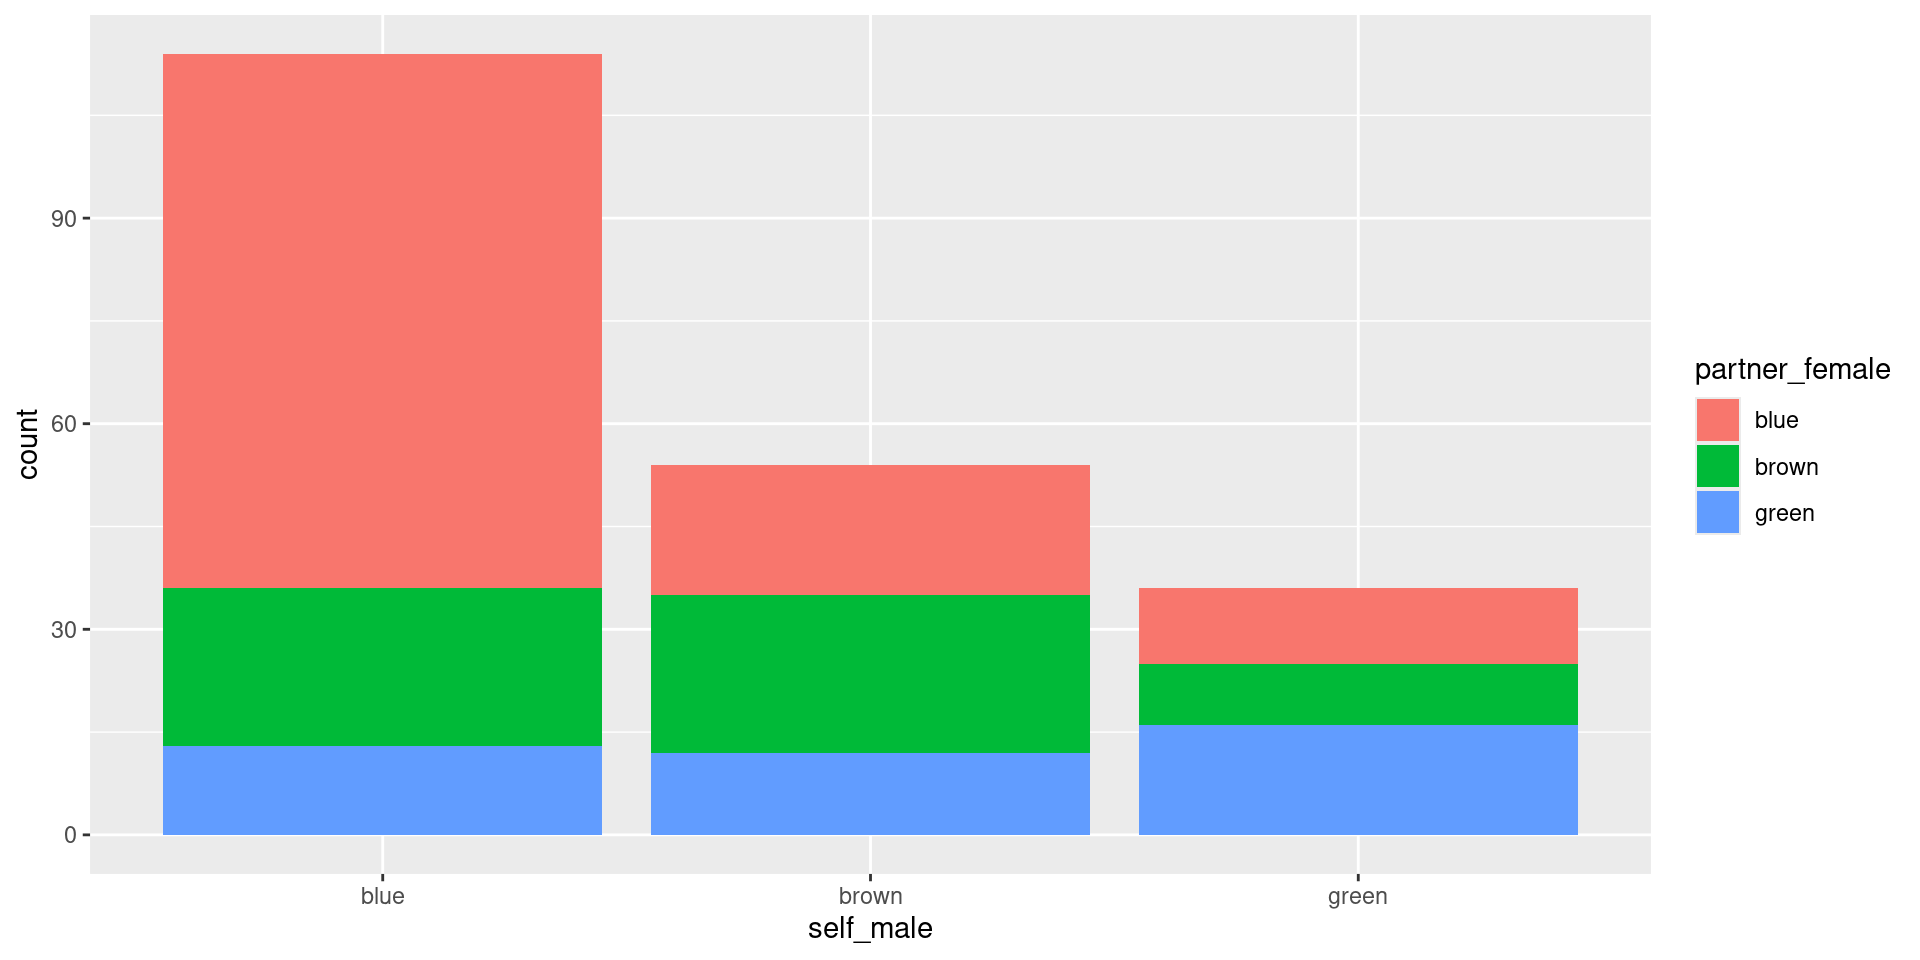 count
90
60
30
0
blue
brown
green
self_male
partner_female
blue
brown
green